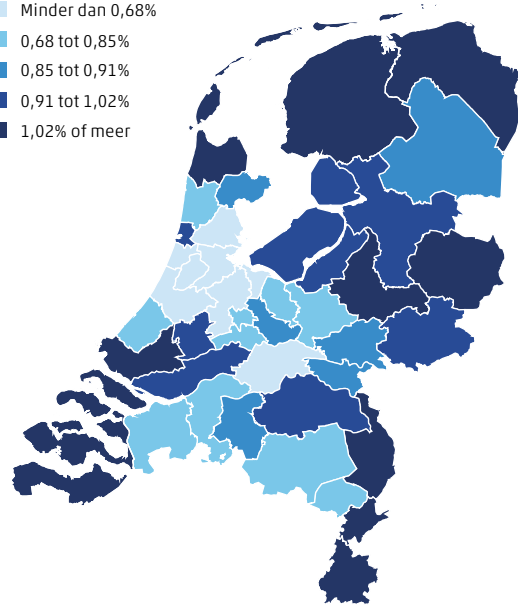 Minder dan 0,68%
0,68 tot 0,85%
0,85 tot 0,91%
0,91 tot 1,02%
1,02% of meer